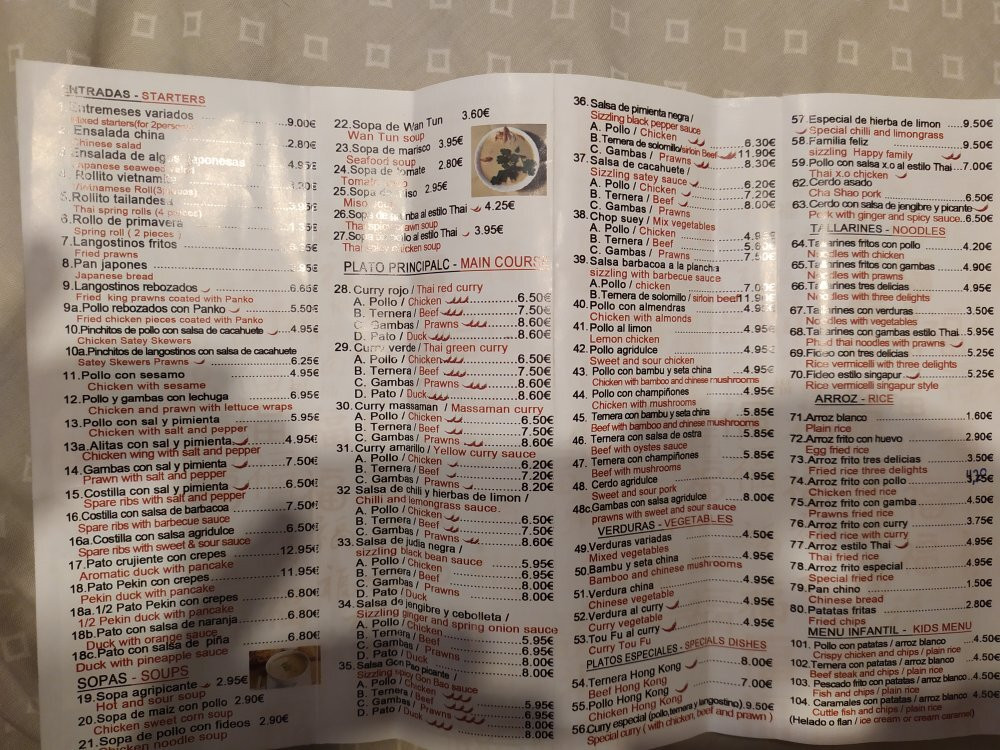 NTRADAS - STARTERS
Entremeses variados 9.00€
Mixed starters(for 2person
Ensalada china 2.80€
Chinese salad
Ensalada de alg aponesas 4.95€
Japanese seaweed
Rollito vietnamit 4.20€
Vietnamese Roll(3
Rollito tailandes 3.95€
Thai spring rolls (4 pieces)
Rollo de primavera
Spring roll ( 2 pieces )
7.Langostinos fritos
Fried prawns
8.Pan japones
Japanese bread
9.Langostinos rebozados 6.65€
Fried king prawns coated with Panko
9a.Pollo rebozados con Panko 5.50€
Fried chicken pieces coated with Panko
10.Pinchitos de pollo con salsa de cacahuete 4.95€
Chicken Satey Skewers
10a.Pinchitos de langostinos con salsa de cacahuete
Satey Skewers Prawns 6.25€
11.Pollo con sesamo 4.95€
Chicken with sesame
12.Pollo y gambas con lechuga 6.95€
Chicken and prawn with lettuce wraps
13.Pollo con sal y pimienta 5.95€
Chicken with salt and pepper
13a.Alitas con sal y pimienta 4.95€
Chicken wing with salt and pepper
14.Gambas con sal y pimienta 7.50€
Prawn with salt and pepper
15.Costilla con sal y pimienta 6.50€
Spare ribs with salt and pepper
16.Costilla con salsa de barbacoa 7.50€
Spare ribs with barbecue sauce
16a.Costilla con salsa agridulce 6.50€
Spare ribs with sweet & sour sauce
17.Pato crujiente con crepes 12.95€
Aromatic duck with pancake
18.Pato Pekin con crepes 11.95€
Pekin duck with pancake
18a.1/2 Pato Pekin con crepes 6.80€
1/2 Pekin duck with pancake
18b.Pato con salsa de naranja 6.80€
Duck with orange sauce
18c.Pato con salsa de piña 6.80€
Duck with pineapple sauce
SOPAS - SOUPS
19.Sopa agripicante 2.95€
Hot and sour soup
20.Sopa de maiz con pollo 2.90€
Chicken sweet corn soup
21.Sopa de pollo con fideos 2.90€
Chicken noodle soup
22.Sopa de Wan Tun 3.60€
Wan Tun soup
23.Sopa de marisco 3.95€
Seafood soup
24.Sopa de tomate 2.80€
Tomato
25.Sopa iso 2.95€
Miso
26.Sopa mba al estilo Thai 4.25€
Thai wn soup
27.Sopa al estilo Thai 3.95€
Thai cken soup
PLATO PRINCIPALC - MAIN COURS
28. Curry rojo / Thai red curry
A. Pollo / Chicken 6.50€
B. Ternera / Beef 7.50€
C. Gambas / Prawns 8.60€
D. Pato / Duck 8.60€
29. Curry verde / Thai green curry
A. Pollo / Chicken 6.50€
B. Ternera / Beef 7.50€
C. Gambas / Prawns 8.60€
D. Pato / Duck 8.60€
30. Curry massaman / Massaman curry
A. Pollo / Chicken 6.50€
B. Ternera / Beef 7.50€
C. Gambas / Prawns 8.60€
31. Curry amarillo / Yellow curry sauce
A. Pollo / Chicken 6.20€
B. Ternera / Beef 7.20€
C. Gambas / Prawns 8.20€
32 Salsa de chili y hierbas de limon /
Chilli and lemongrass sauce.
A. Pollo / Chicken 6.50€
B. Ternera / Beef 7.50€
C. Gambas / Prawns 8.60€
33. Salsa de judia negra /
sizzling black bean sauce
A. Pollo / Chicken 5.95€
B. Ternera / Beef 6.95€
C. Gambas / Prawns 8.00€
D. Pato / Duck 8.00€
34. Salsa de jengibre y cebolleta /
Sizzling ginger and spring onion sauce
A. Pollo / Chicken 5.95€
B. Ternera / Beef 6.95€
C. Gambas / Prawns 8.00€
D. Pato / Duck 8.00€
35. Salsa Gon Pao picante /
Sizzling spicy Gon Bao sauce
A. Pollo / Chicken 5.95€
B. Ternera / Beef 6.95€
C. Gambas / Prawns 8.00€
D. Pato / Duck 8.00€
36. Salsa de pimienta negra /
Sizzling black pepper sauce
A. Pollo / Chicken 6.30€
B. Ternera de solomillo / sirloin Beef 11.90€
C. Gambas / Prawns 8.30€
37. Salsa de cacahuete /
Sizzling satey sauce
A. Pollo / Chicken 6.20€
B. Ternera / Beef 7.20€
C. Gambas / Prawns 8.00€
38. Chop suey / Mix vegetables
A. Pollo / Chicken
B. Ternera / Beef
C. Gambas / Prawns
39. Salsa barbacoa a la plancha
sizzling with barbecue sauce
A.Pollo / chicken
B.Ternera de solomillo / sirloin beef 11.90€
40. Pollo con almendras 4.95€
Chicken with almonds
41. Pollo al limon 4.95€
Lemon chicken
42. Pollo agridulce 4.95€
Sweet and sour chicken
43. Pollo con bambu y seta china 4.95€
Chicken with bamboo and chinese mushrooms
44. Pollo con champiñones 4.95€
Chicken with mushrooms
45. Ternera con bambu y seta china 5.85€
Beef with bamboo and chinese mushrooms
46. Ternera con salsa de ostra 5.85€
Beef with oysters sauce
47. Ternera con champiñones 5.85€
Beef with mushrooms
48. Cerdo agridulce 4.95€
Sweet and sour pork
48c.Gambas con salsa agridulce 8.00€
prawns with sweet and sour sauce
VERDURAS - VEGETABLES
49.Verduras variadas 4.50€
Mixed vegetables
50.Bambu y seta china 4.95€
Bamboo and chinese mushrooms
51.Verdura china 4.95€
Chinese vegetable
52.Verdura al curry 4.95€
Curry vegetable
53.Tou Fu al curry 4.95€
Curry Tou Fu
PLATOS ESPECIALES - SPECIALS DISHES
54.Ternera Hong Kong 8.00€
Beef Hong Kong
55.Pollo Hong Kong 7.00€
Chicken Hong Kong
56.Curry especial (pollo,ternera y langostino) 9.50€
Special curry ( with chicken, beef and prawn )
57. Especial de hierba de limon 9.50€
Special chilli and limongrass
58. Familia feliz 9.50€
sizzling Happy family
59.Pollo con salsa x.o al estilo Thai 7.00€
Thai x.o chicken
62.Cerdo asado
Cha Shao pork 6.50€
63.Cerdo con salsa de jengibre y picante
Pork with ginger and spicy sauce 6.50€
TALLARINES - NOODLES
64.Tallarines fritos con pollo 4.20€
Noodles with chicken
65.Tallarines fritos con gambas 4.90€
Noodles with prawns
66.Tallarines tres delicias 4.95€
Noodles with three delights
67.Tallarines con verduras 3.50€
Noodles with vegetables
68.Tallarines con gambas estilo Thai 5.95€
Phad thai noodles with prawns
69.Fideo con tres delicias 5.25€
Rice vermicelli with three delights
70.Fideo estilo singapur 5.25€
Rice vermicelli singapur style
ARROZ - RICE
71.Arroz blanco 1.60€
Plain rice
72.Arroz frito con huevo 2.90€
Egg fried rice
73.Arroz frito tres delicias 3.50€
Fried rice three delights
74.Arroz frito con pollo
Chicken fried rice
75.Arroz frito con gamba 4.50€
Prawns fried rice
76.Arroz frito con curry 3.75€
Fried rice with curry
77.Arroz estilo Thai 4.95€
Thai fried rice
78.Arroz frito especial 4.95€
Special fried rice
79.Pan chino 1.50€
Chinese bread
80.Patatas fritas 2.80€
Fried chips
MENU INFANTIL - KIDS MENU
101. Pollo con patatas / arroz blanco 4.50€
Crispy chicken and chips / plain rice
102.Ternera con patatas / arroz blanco 4.50€
Beef steak and chips / plain rice
103. Pescado frito con patatas / arroz blanco 4.50€
Fish and chips / plain rice
104. Caramales con patatas / arroz blanco 4.50€
Cuttle fish and chips / plain rice
(Helado o flan / ice cream or cream caramel)